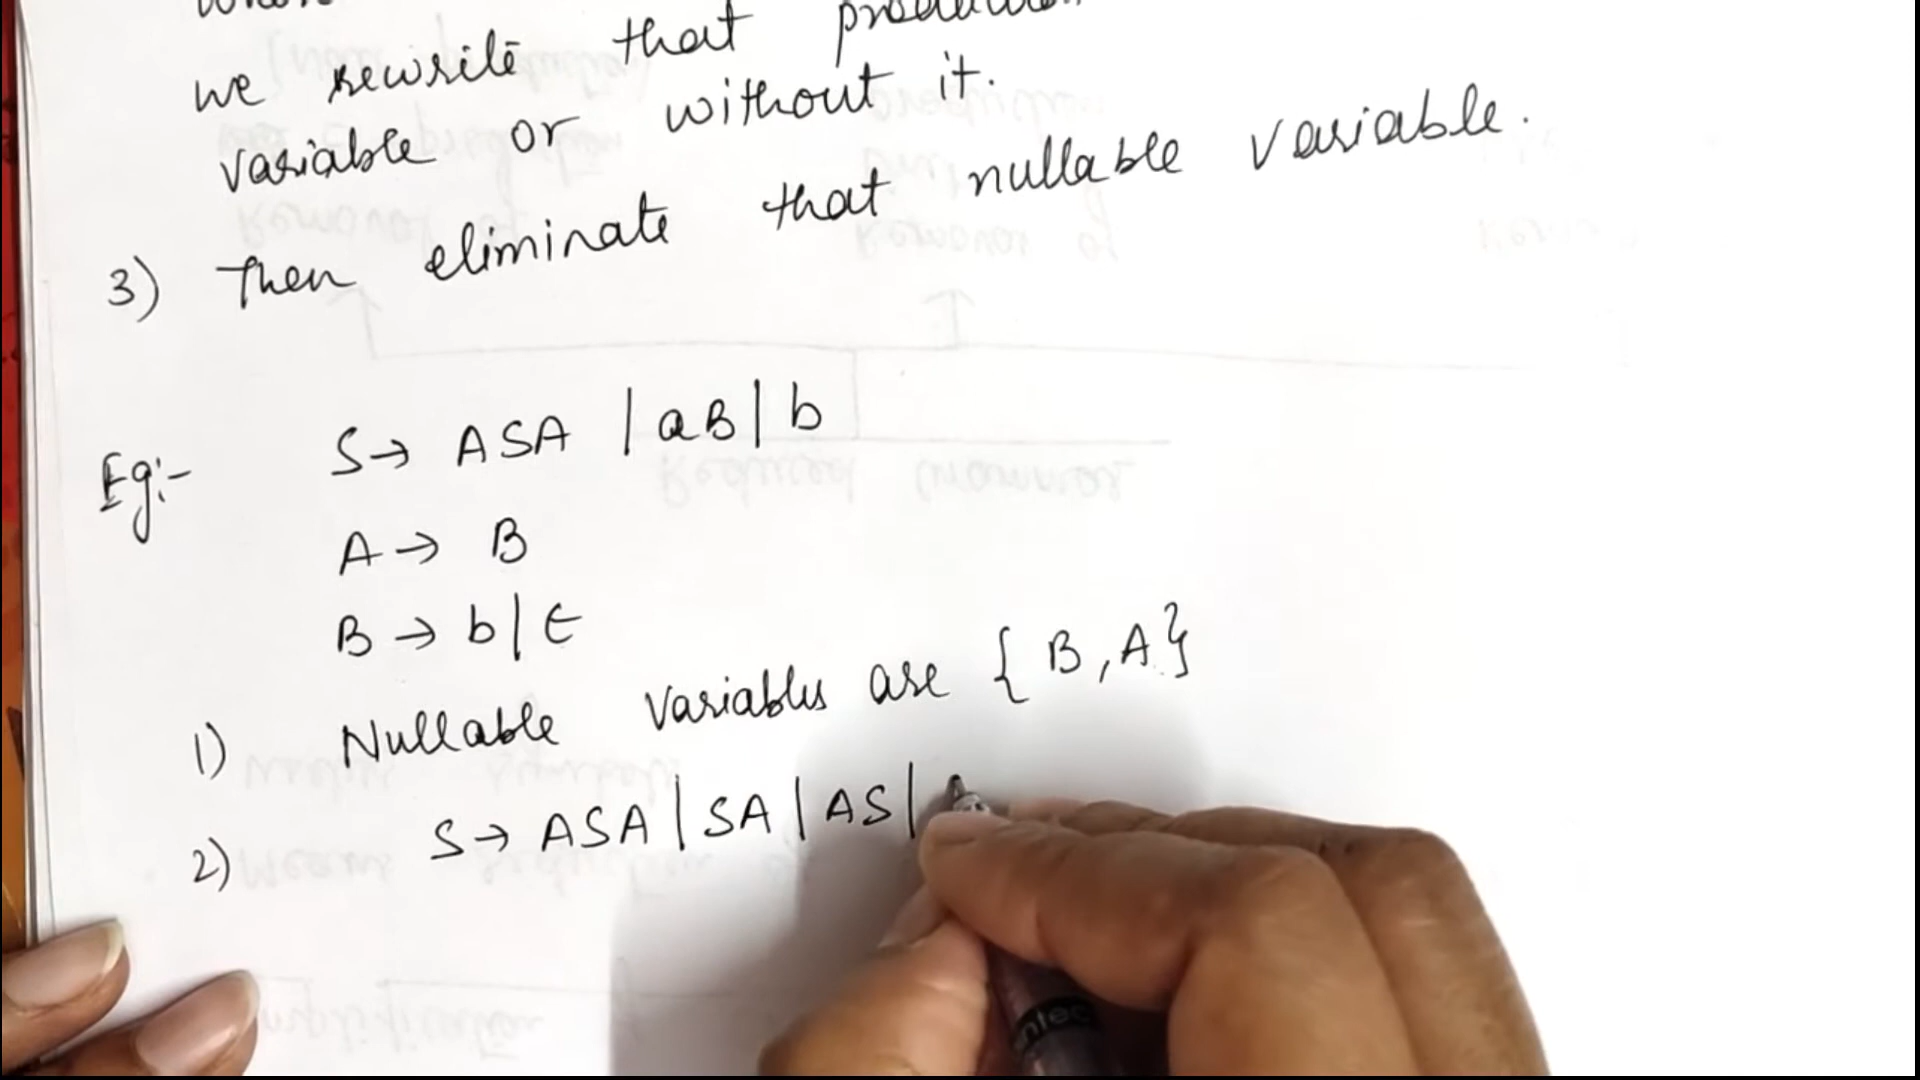 we rewrite that
variable or without it.
3) Then eliminate that nullable variable.
Eg:- S → ASA | aB | b
A → B
B → b | ε
1) Nullable variables are { B, A }
2) S → ASA | SA | AS |